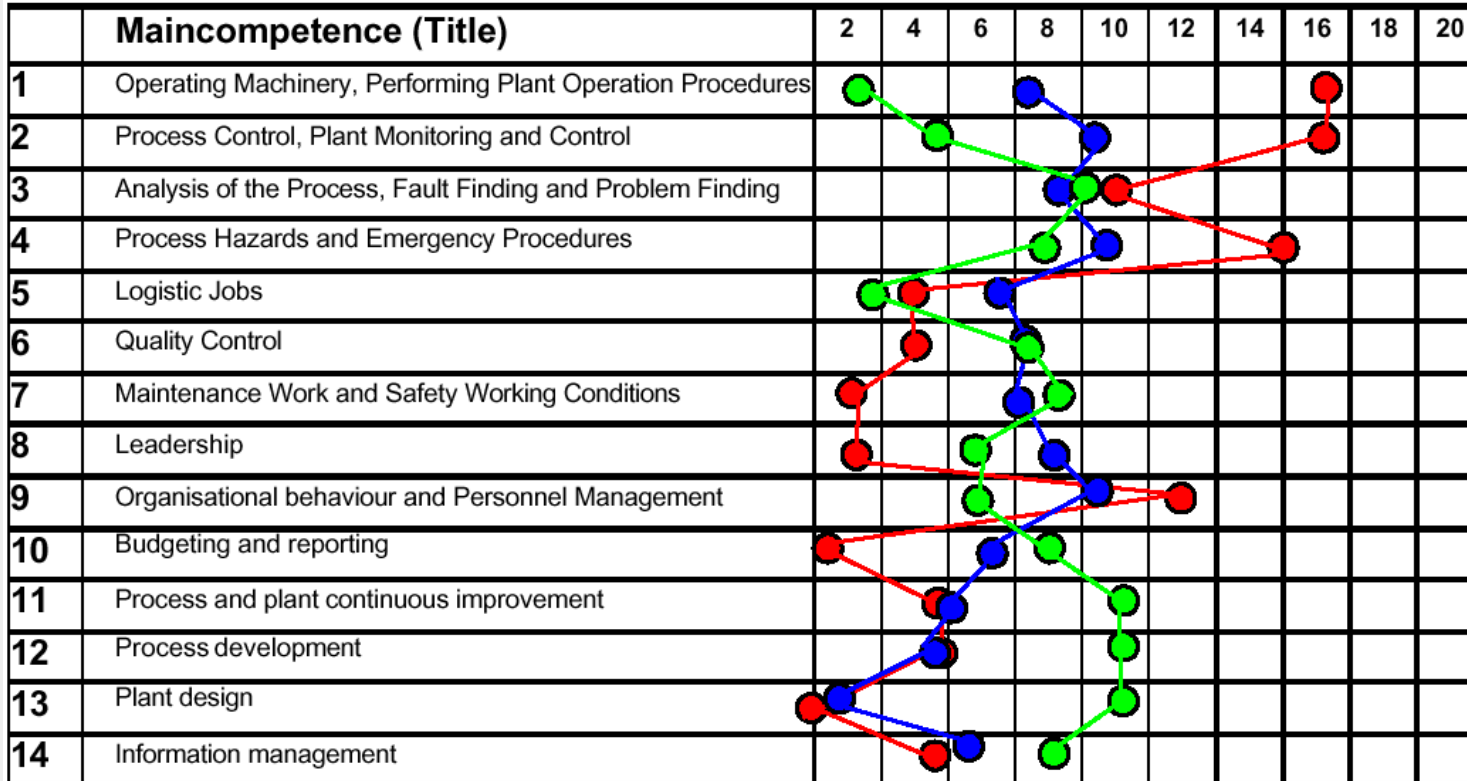 Maincompetence (Title) 2 4 6 8 10 12 14 16 18 20
1 Operating Machinery, Performing Plant Operation Procedures
2 Process Control, Plant Monitoring and Control
3 Analysis of the Process, Fault Finding and Problem Finding
4 Process Hazards and Emergency Procedures
5 Logistic Jobs
6 Quality Control
7 Maintenance Work and Safety Working Conditions
8 Leadership
9 Organisational behaviour and Personnel Management
10 Budgeting and reporting
11 Process and plant continuous improvement
12 Process development
13 Plant design
14 Information management